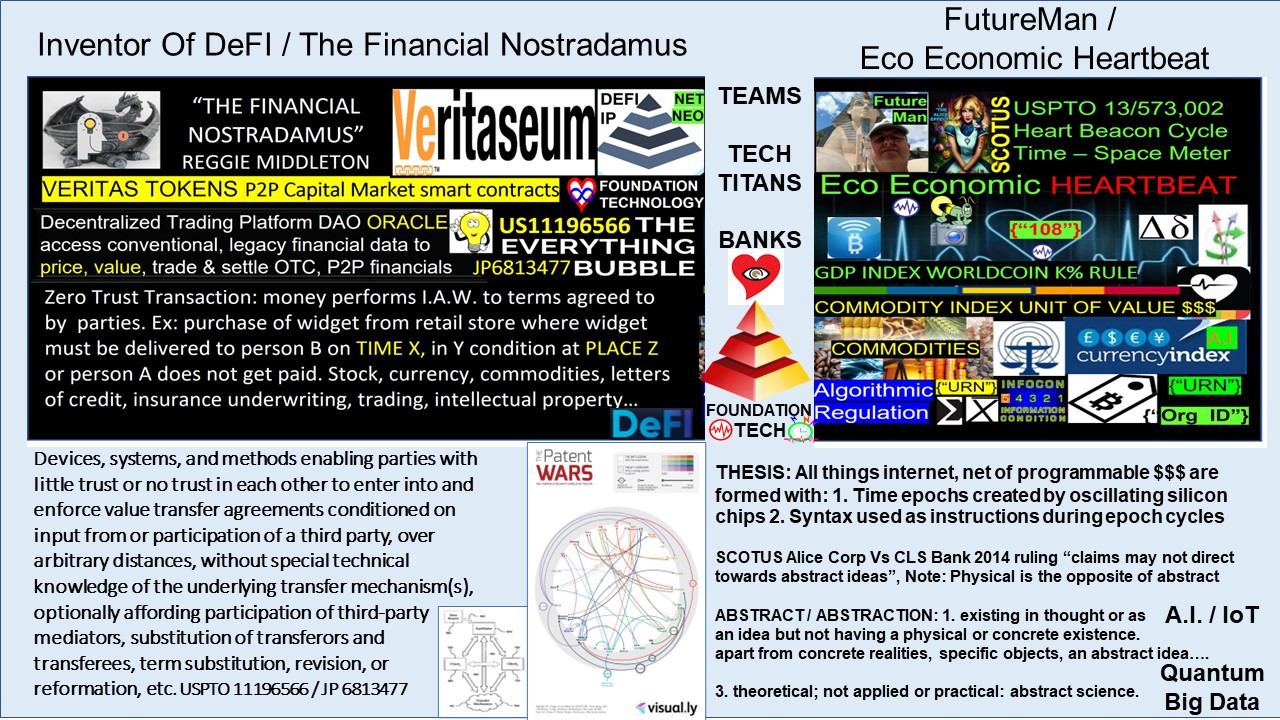 Inventor Of DeFI / The Financial Nostradamus
FutureMan /
Eco Economic Heartbeat
“THE FINANCIAL
NOSTRADAMUS”
REGGIE MIDDLETON
Veritaseum
TM
DEFI
IP
NET
NEO
VERITAS TOKENS P2P Capital Market smart contracts
FOUNDATION
TECHNOLOGY
Decentralized Trading Platform DAO ORACLE
access conventional, legacy financial data to
price, value, trade & settle OTC, P2P financials
US11196566 THE
EVERYTHING
JP6813477 BUBBLE
Zero Trust Transaction: money performs I.A.W. to terms agreed to
by parties. Ex: purchase of widget from retail store where widget
must be delivered to person B on TIME X, in Y condition at PLACE Z
or person A does not get paid. Stock, currency, commodities, letters
of credit, insurance underwriting, trading, intellectual property…
DeFI
TEAMS
TECH
TITANS
BANKS
FOUNDATION
TECH
Future
Man
ALICE
SCOTUS
USPTO 13/573,002
Heart Beacon Cycle
Time – Space Meter
Eco Economic HEARTBEAT
{“108”}
Δδ
GDP INDEX WORLDCOIN K% RULE
COMMODITY INDEX UNIT OF VALUE $$$
COMMODITIES
£ $ € ¥
A.I
currencyindex
Algorithmic
Regulation
{“URN”}
Σ
INFOCON
5 4 3 2 1
INFORMATION
CONDITION
{“URN”}
{“Org ID”}
Devices, systems, and methods enabling parties with
little trust or no trust in each other to enter into and
enforce value transfer agreements conditioned on
input from or participation of a third party, over
arbitrary distances, without special technical
knowledge of the underlying transfer mechanism(s),
optionally affording participation of third-party
mediators, substitution of transferors and
transferees, term substitution, revision, or
reformation, etc. USPTO 11196566 / JP 6813477
The Patent
WARS
visual.ly
THESIS: All things internet, net of programmable $$$ are
formed with: 1. Time epochs created by oscillating silicon
chips 2. Syntax used as instructions during epoch cycles
SCOTUS Alice Corp Vs CLS Bank 2014 ruling “claims may not direct
towards abstract ideas”, Note: Physical is the opposite of abstract
ABSTRACT / ABSTRACTION: 1. existing in thought or as
an idea but not having a physical or concrete existence.
apart from concrete realities, specific objects, an abstract idea….
3. theoretical; not applied or practical: abstract science.
A.I. / IoT
Quantum
Big Data